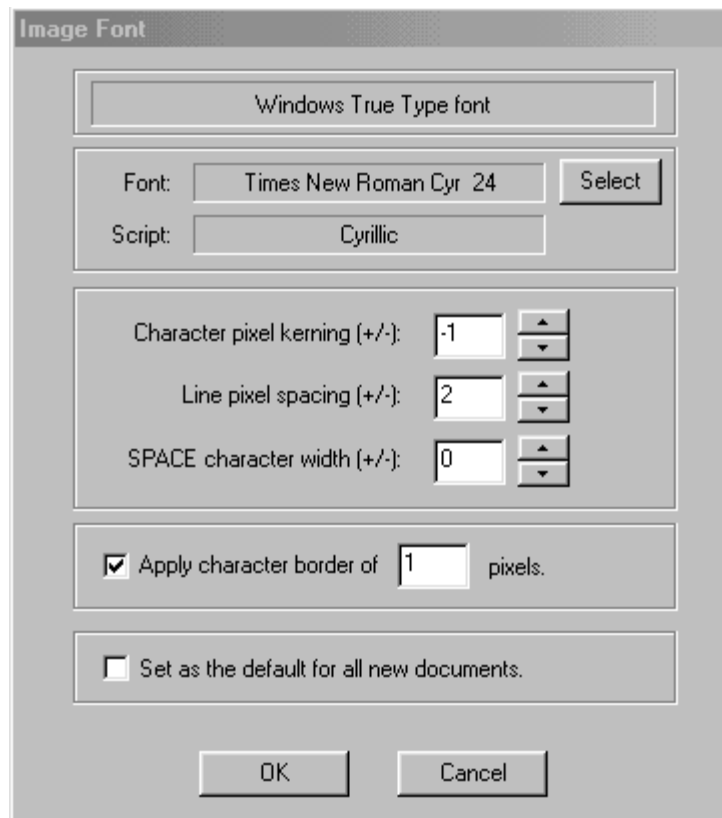 Image Font
Windows True Type font
Font: Times New Roman Cyr 24 Select
Script: Cyrillic
Character pixel kerning (+/-): -1
Line pixel spacing (+/-): 2
SPACE character width (+/-): 0
Apply character border of 1 pixels.
Set as the default for all new documents.
OK Cancel